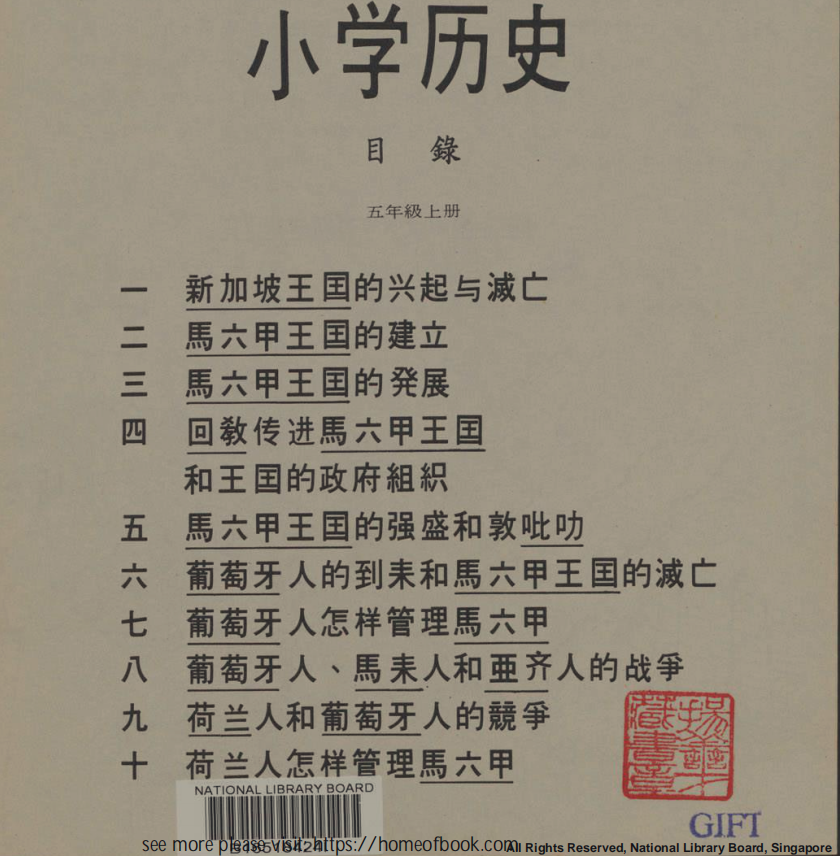 小学历史
目 錄
五年級上册
一 新加坡王国的兴起与滅亡
二 馬六甲王国的建立
三 馬六甲王国的発展
四 回教传进馬六甲王国
和王国的政府組織
五 馬六甲王国的强盛和敦吡叻
六 葡萄牙人的到耒和馬六甲王国的滅亡
七 葡萄牙人怎样管理馬六甲
八 葡萄牙人、馬耒人和亜齐人的战爭
九 荷兰人和葡萄牙人的競爭
十 荷兰人怎样管理馬六甲
NATIONAL LIBRARY BOARD
GIFT
see more please visit: https://homeofbook.com
All Rights Reserved, National Library Board, Singapore